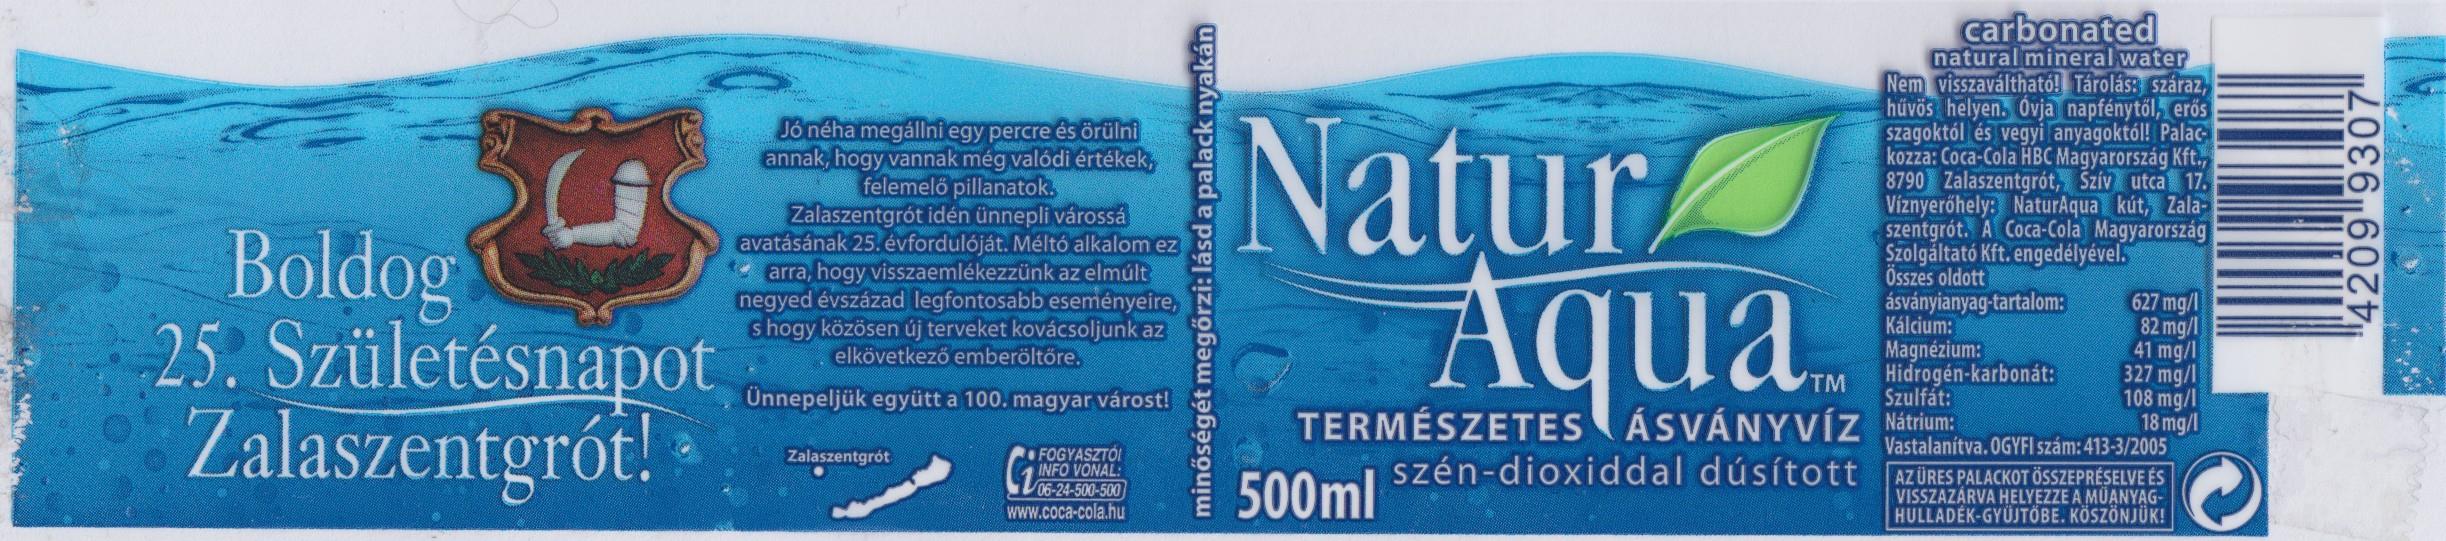 Boldog
25. Születésnapot
Zalaszentgrót!
Jó néha megállni egy percre és örülni
annak, hogy vannak még valódi értékek,
felemelő pillanatok.
Zalaszentgrót idén ünnepli várossá
avatásának 25. évfordulóját. Méltó alkalom ez
arra, hogy visszaemlékezzünk az elmúlt
negyed évszázad legfontosabb eseményeire,
s hogy közösen új terveket kovácsoljunk az
elkövetkező emberöltőre.
Ünnepeljük együtt a 100. magyar várost!
Zalaszentgrót
Ci FOGYASZTÓI
INFO VONAL:
06-24-500-500
www.coca-cola.hu
minőségét megőrzi: lásd a palack nyakán
Natur
Aqua™
TERMÉSZETES ÁSVÁNYVÍZ
szén-dioxiddal dúsított
500ml
carbonated
natural mineral water
Nem visszaváltható! Tárolás: száraz,
hűvös helyen. Óvja napfénytől, erős
szagoktól és vegyi anyagoktól! Palac-
kozza: Coca-Cola HBC Magyarország Kft.,
8790 Zalaszentgrót, Szív utca 17.
Víznyerőhely: NaturAqua kút, Zala-
szentgrót. A Coca-Cola Magyarország
Szolgáltató Kft. engedélyével.
Összes oldott
ásványianyag-tartalom: 627 mg/l
Kálcium: 82 mg/l
Magnézium: 41 mg/l
Hidrogén-karbonát: 327 mg/l
Szulfát: 108 mg/l
Nátrium: 18 mg/l
Vastalanítva. OGYFI szám: 413-3/2005
AZ ÜRES PALACKOT ÖSSZEPRÉSELVE ÉS
VISSZAZÁRVA HELYEZZE A MŰANYAG-
HULLADÉK-GYŰJTŐBE. KÖSZÖNJÜK!
4209 9307